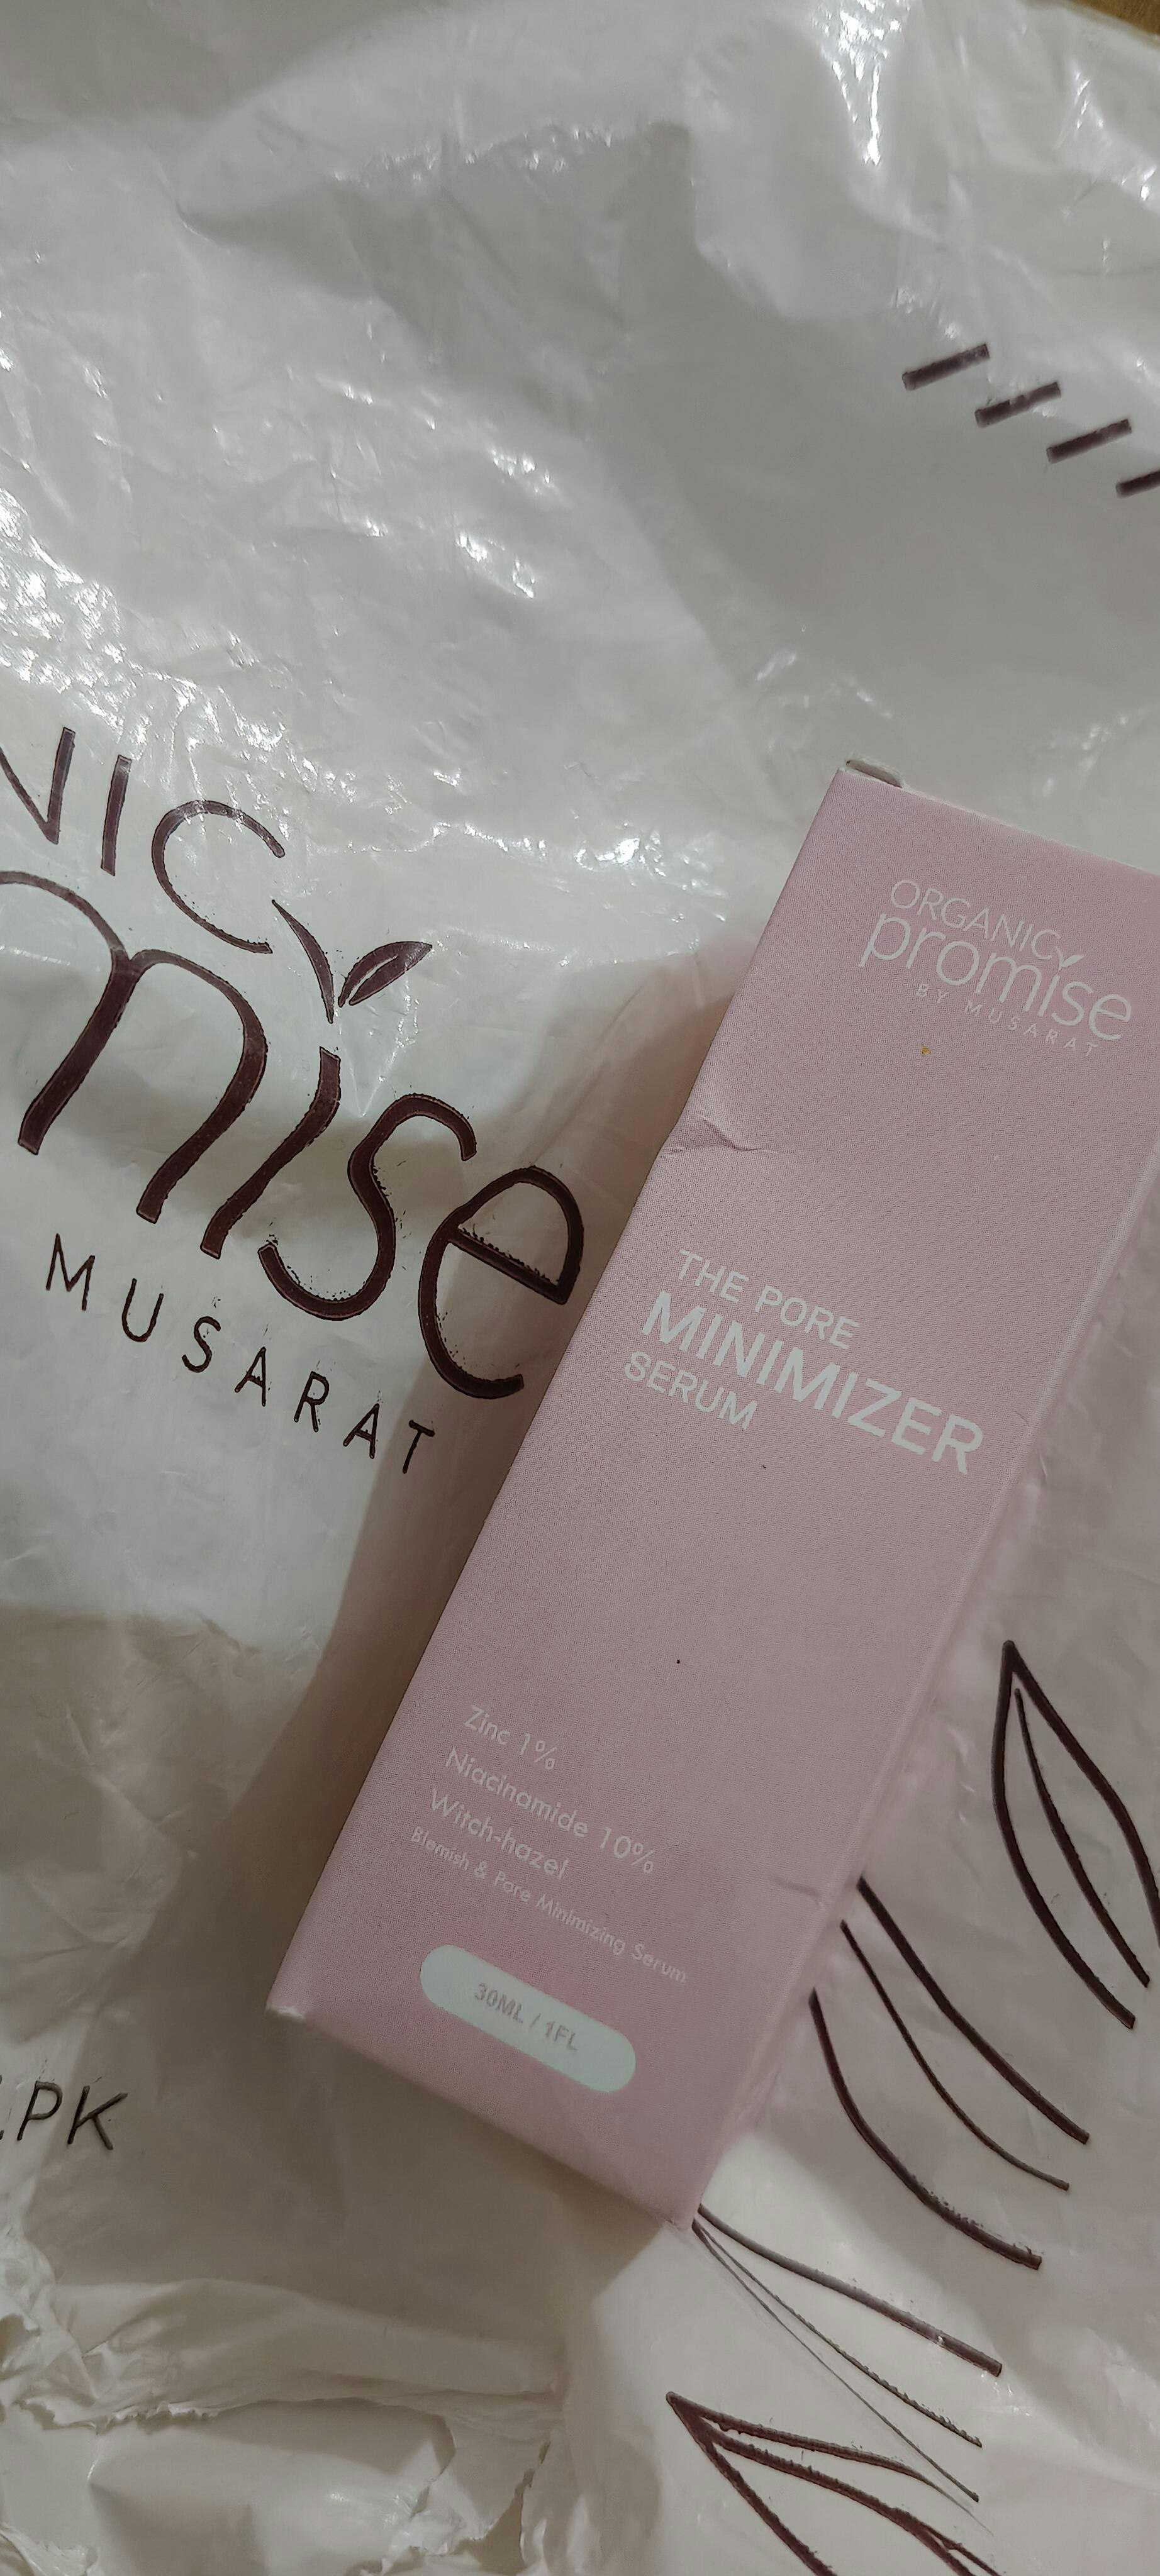 NIC
mise
MUSARAT
.PK
ORGANIC
promise
BY MUSARAT
THE PORE
MINIMIZER
SERUM
Zinc 1%
Niacinamide 10%
Witch-hazel
Blemish & Pore Minimizing Serum
30ML / 1FL